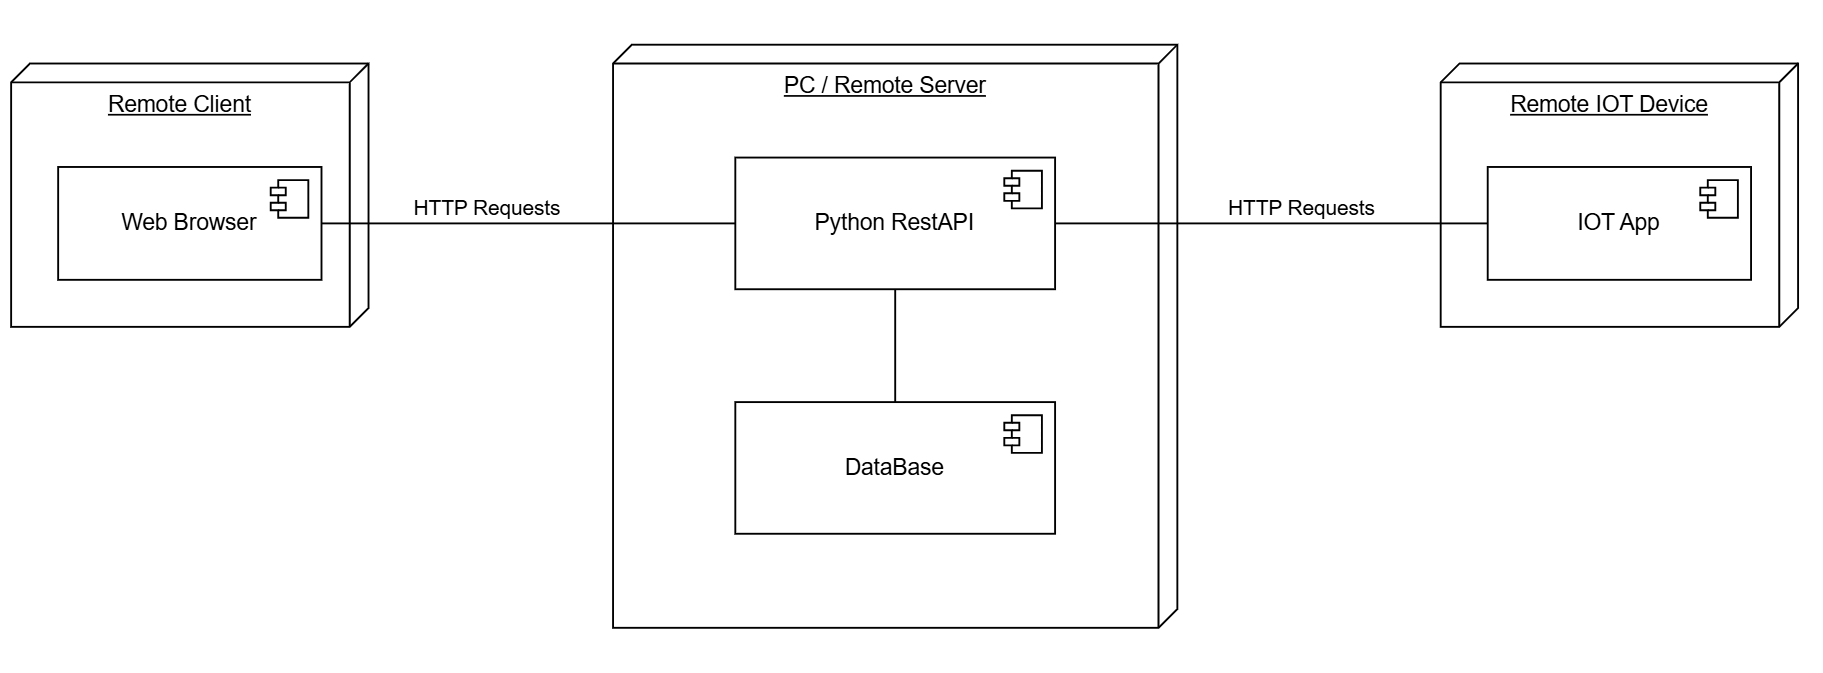 Remote Client
Web Browser
HTTP Requests
PC / Remote Server
Python RestAPI
DataBase
HTTP Requests
Remote IOT Device
IOT App